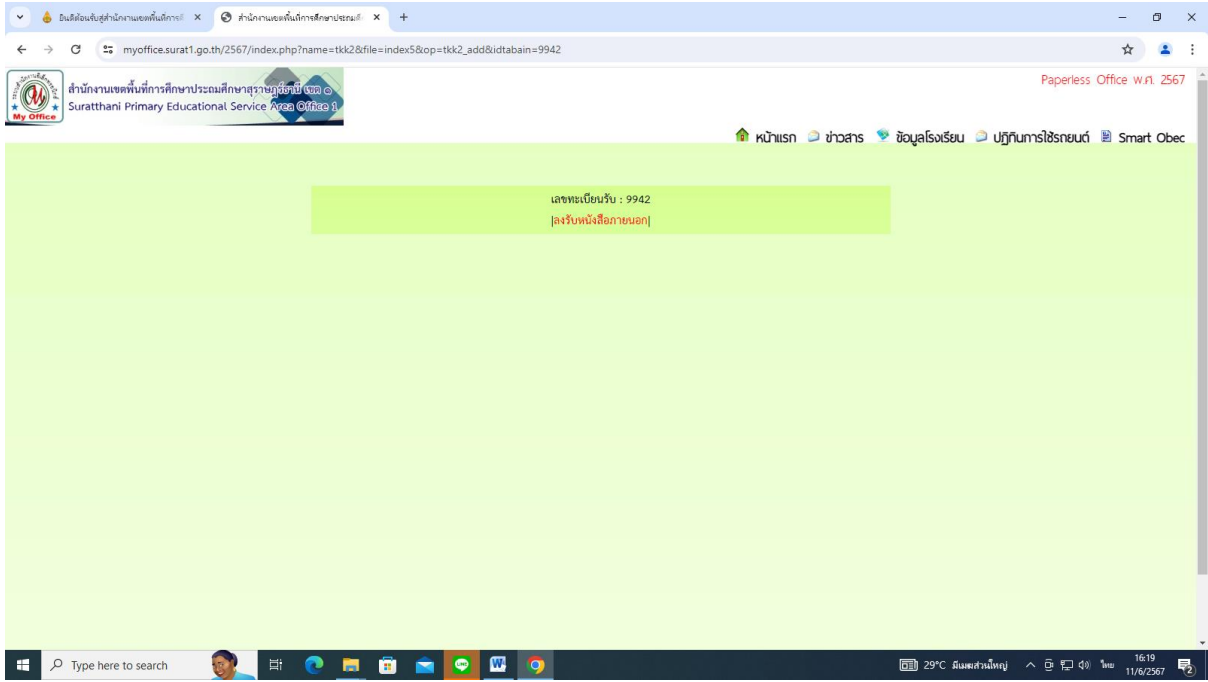 ยินดีต้อนรับสู่สำนักงานเขตพื้นที่การศึ
สำนักงานเขตพื้นที่การศึกษาประถมศึ
myoffice.surat1.go.th/2567/index.php?name=tkk2&file=index5&op=tkk2_add&idtabain=9942
My Office
สำนักงานเขตพื้นที่การศึกษาประถมศึกษาสุราษฎร์ธานี เขต ๑
Suratthani Primary Educational Service Area Office 1
Paperless Office พ.ศ. 2567
หน้าแรก ข่าวสาร ข้อมูลโรงเรียน ปฏิทินการใช้รถยนต์ Smart Obec
เลขทะเบียนรับ : 9942
|ลงรับหนังสือภายนอก|
Type here to search
29°C มีเมฆส่วนใหญ่
ไทย
16:19
11/6/2567
2